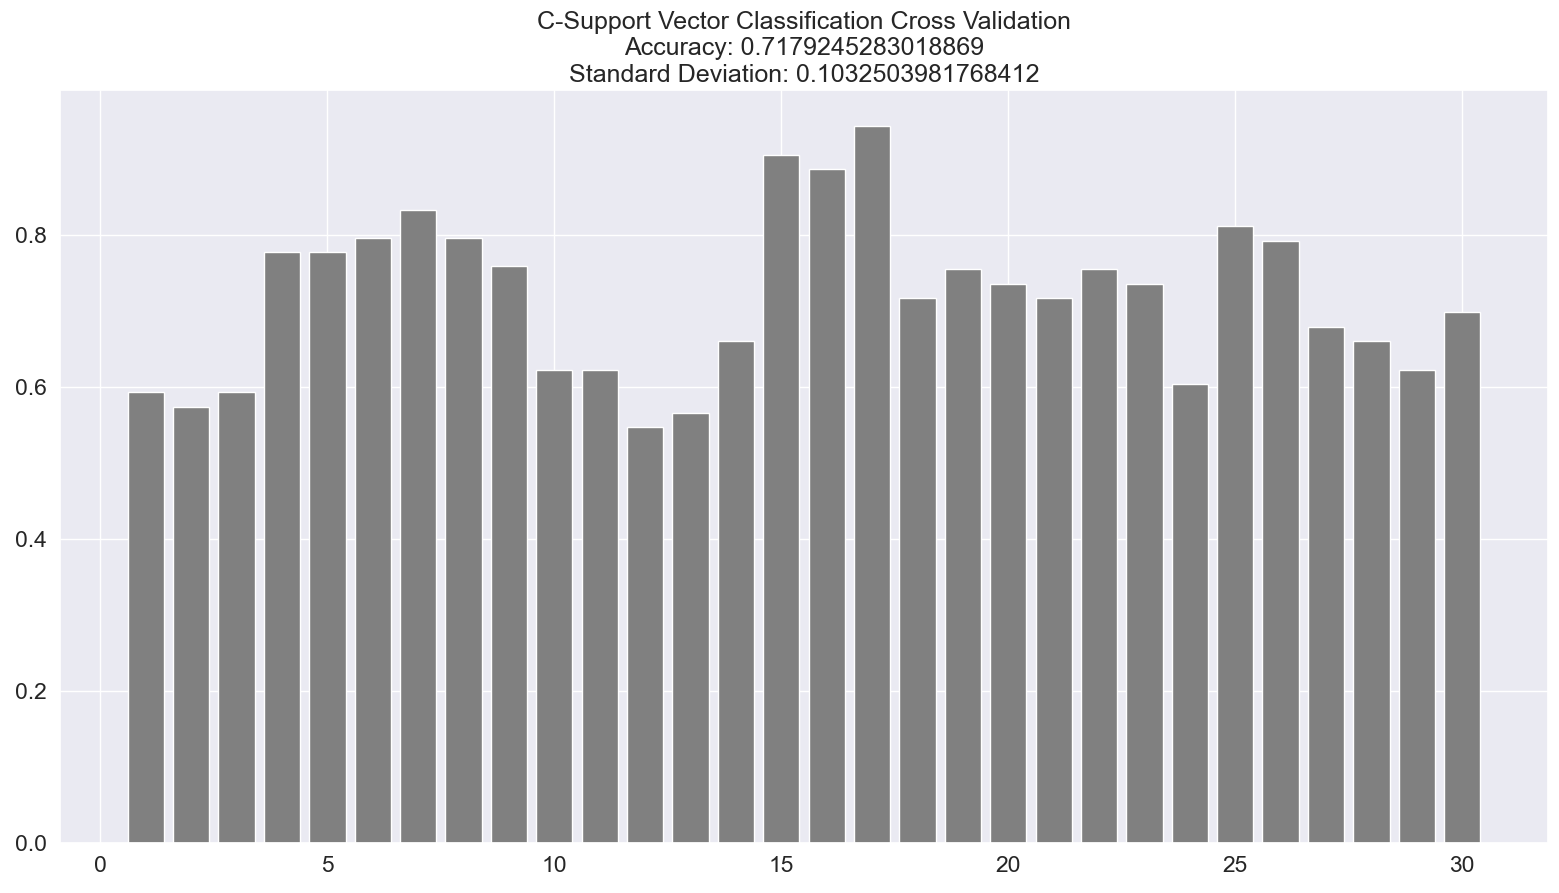 C-Support Vector Classification Cross Validation
Accuracy: 0.7179245283018869
Standard Deviation: 0.1032503981768412
0.8
0.6
0.4
0.2
0.0
0 5 10 15 20 25 30